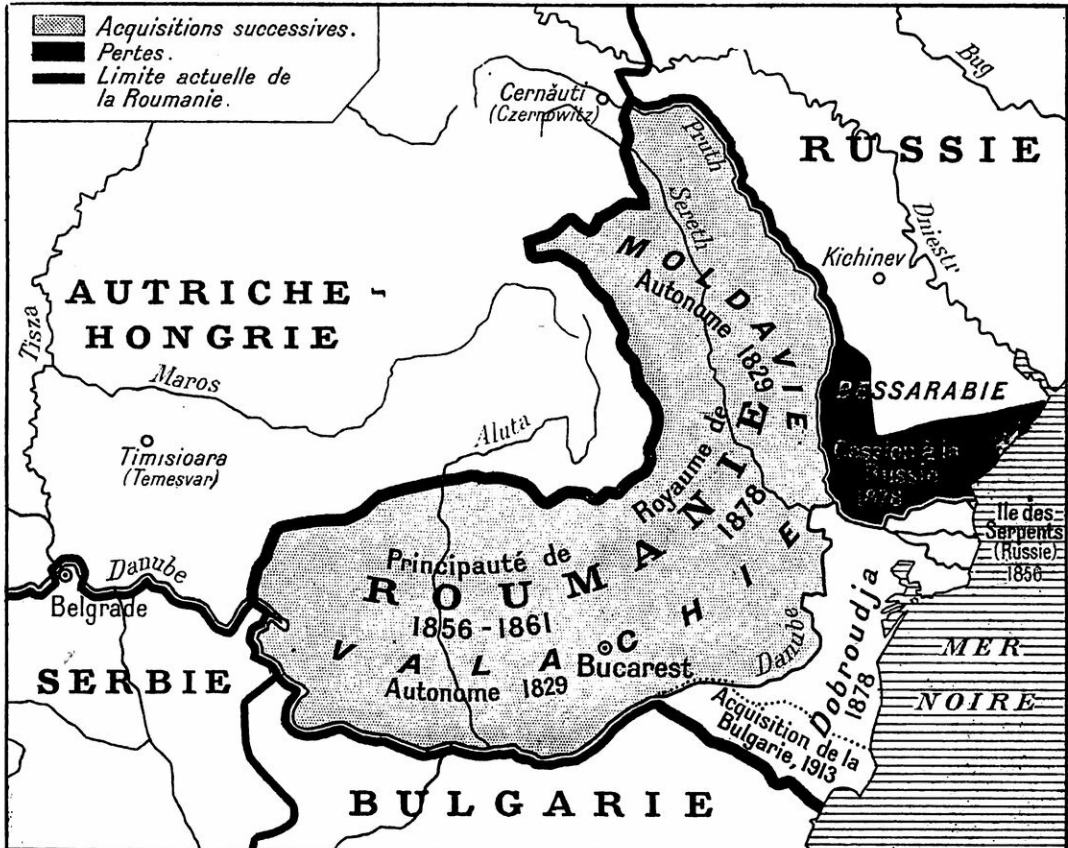 Acquisitions successives.
Pertes.
Limite actuelle de
la Roumanie.
Bug
Cernăuti
(Czernowitz)
RUSSIE
Pruth
Sereth
Dniestr
Kichinev
MOLDAVIE
Autonome 1829
AUTRICHE-
HONGRIE
Tisza
Maros
Aluta
Timisioara
(Temesvar)
BESSARABIE
Cession à la
Russie
1878
Royaume de
1878
Ile des
Serpents
(Russie)
1856
Principauté de
ROUMANIE
1856-1861
VALACHIE
Autonome 1829
Bucarest
Danube
Danube
Belgrade
SERBIE
Dobroudja
1878
Acquisition de la
Bulgarie, 1913
MER
NOIRE
BULGARIE